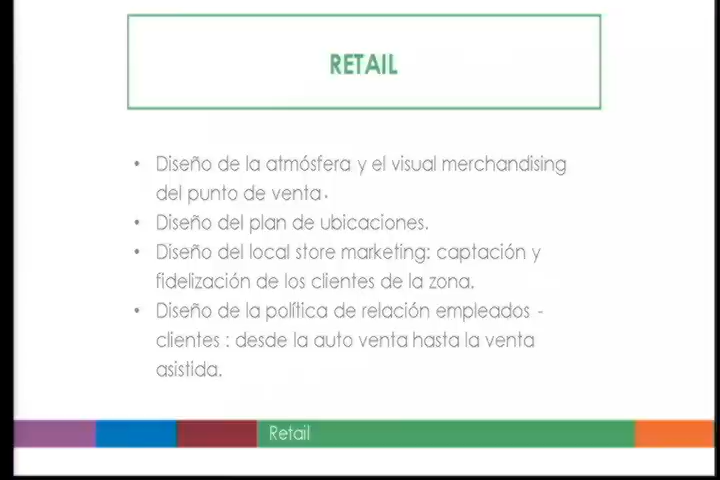 RETAIL
• Diseño de la atmósfera y el visual merchandising
del punto de venta.
• Diseño del plan de ubicaciones.
• Diseño del local store marketing: captación y
fidelización de los clientes de la zona.
• Diseño de la política de relación empleados -
clientes : desde la auto venta hasta la venta
asistida.
Retail